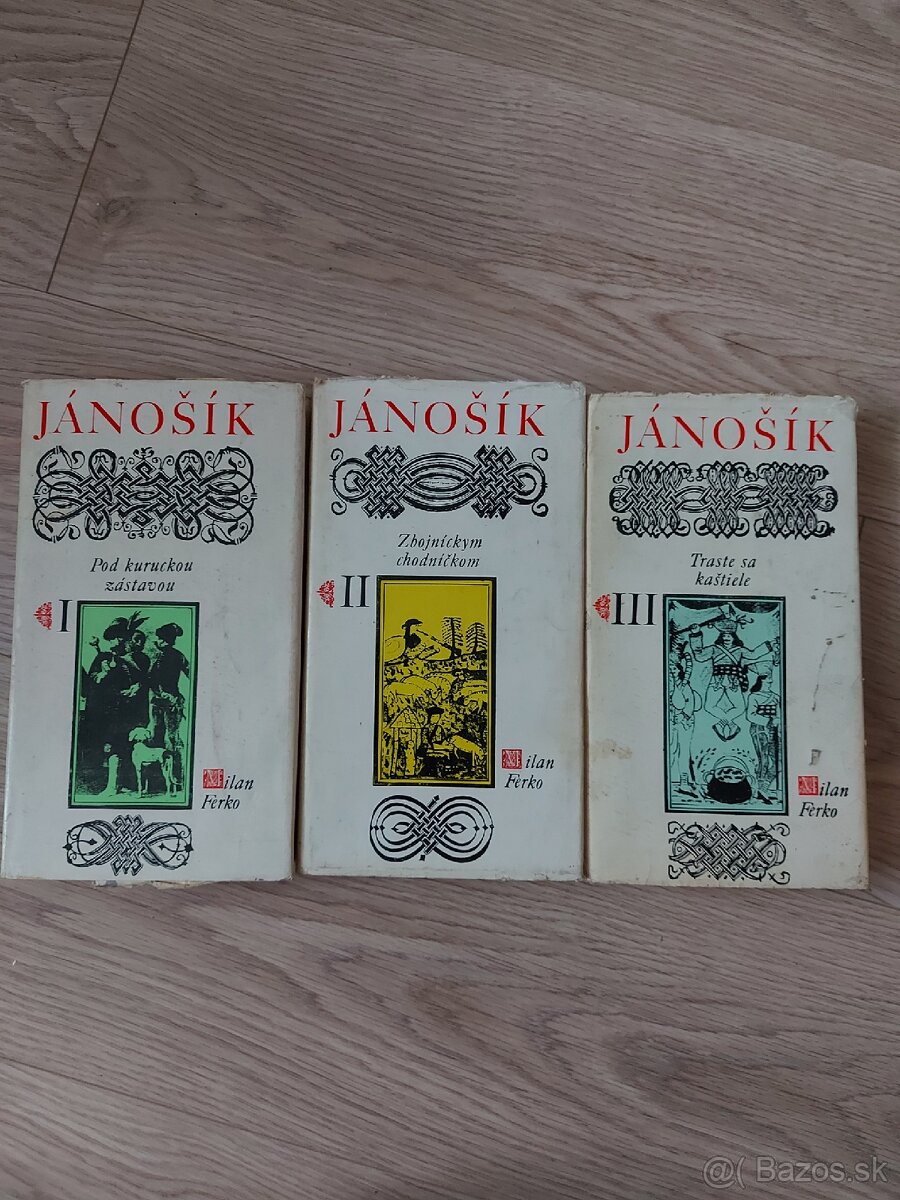 JÁNOŠÍK
Pod kuruckou
zástavou
I
Milan
Ferko
JÁNOŠÍK
Zbojníckym
chodníčkom
II
Milan
Ferko
JÁNOŠÍK
Traste sa
kaštiele
III
Milan
Ferko
@( Bazos.sk